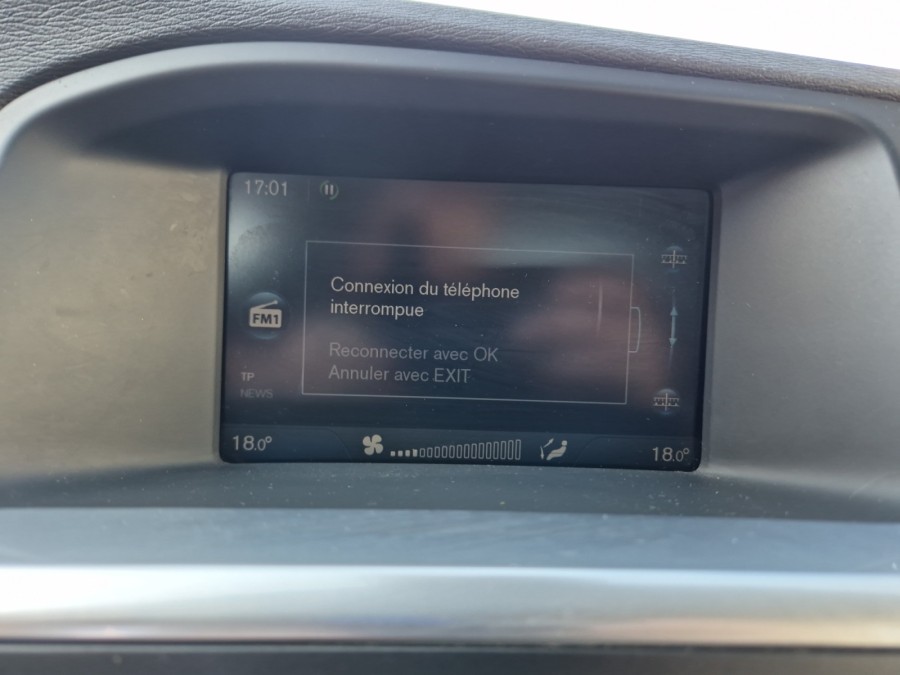 17:01
Connexion du téléphone
interrompue
FM1
Reconnecter avec OK
Annuler avec EXIT
TP
NEWS
18.0°
18.0°